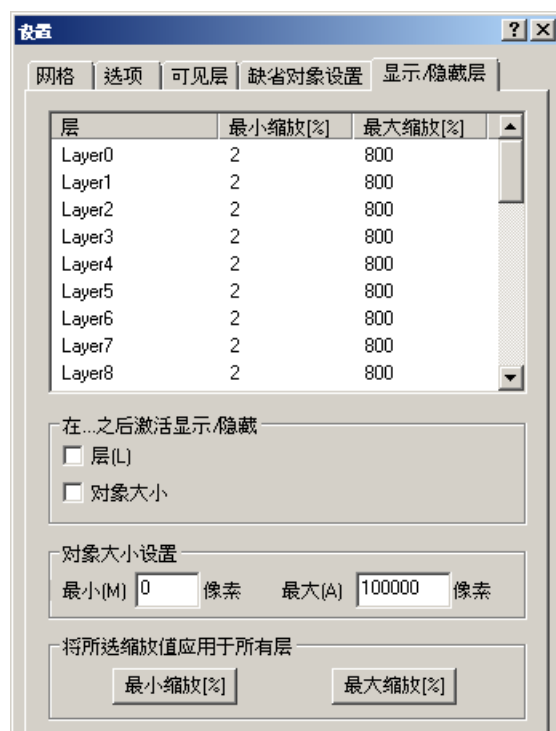 设置
网格 选项 可见层 缺省对象设置 显示/隐藏层
层 最小缩放[%] 最大缩放[%]
Layer0 2 800
Layer1 2 800
Layer2 2 800
Layer3 2 800
Layer4 2 800
Layer5 2 800
Layer6 2 800
Layer7 2 800
Layer8 2 800
在...之后激活显示/隐藏
层(L)
对象大小
对象大小设置
最小(M) 0 像素 最大(A) 100000 像素
将所选缩放值应用于所有层
最小缩放[%] 最大缩放[%]